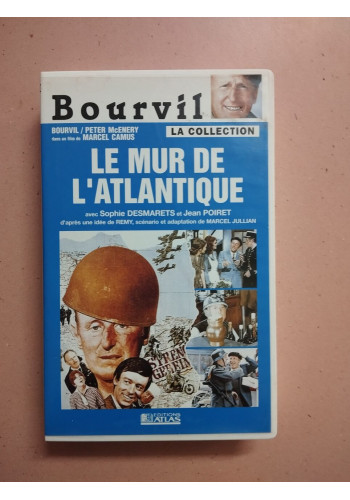 Bourvil
LA COLLECTION
BOURVIL / PETER McENERY
dans un film de MARCEL CAMUS
LE MUR DE
L'ATLANTIQUE
avec Sophie DESMARETS et Jean POIRET
d'après une idée de REMY, scénario et adaptation de MARCEL JULLIAN
EDITIONS
ATLAS